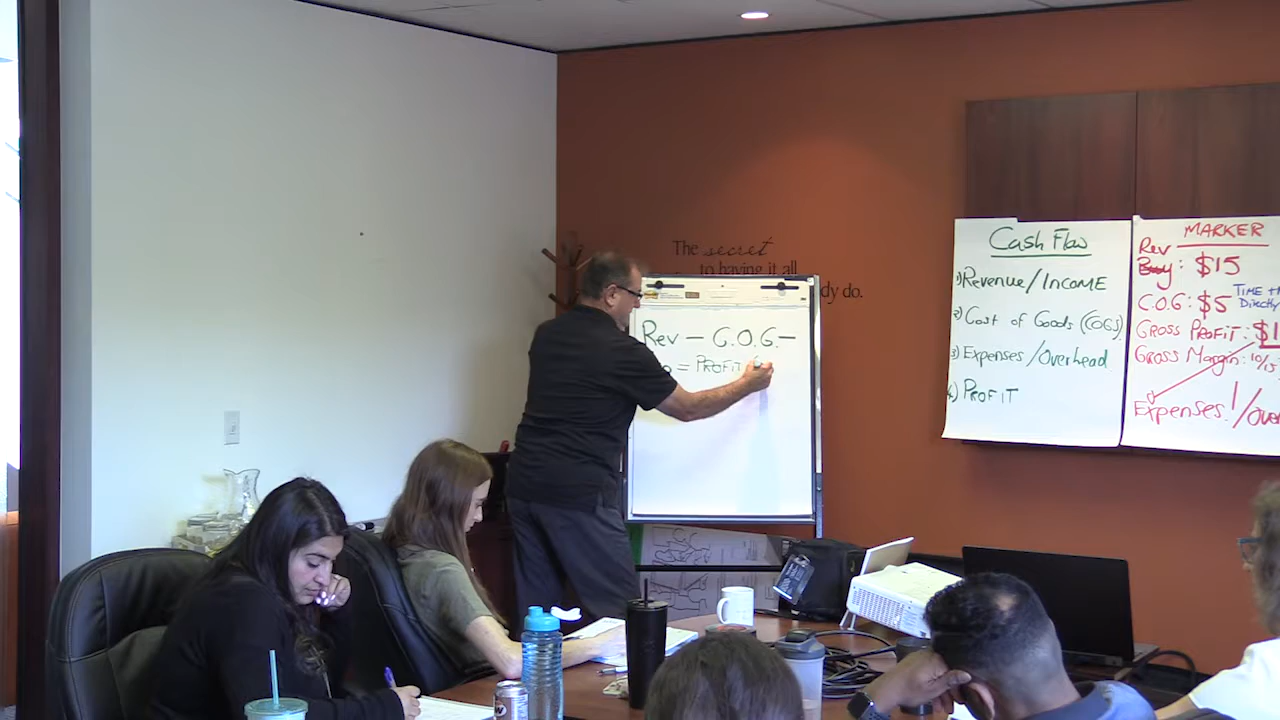 The secret
to having it all
dy do.
Rev — C.O.G. —
= PROFIT
Cash Flow
1) Revenue/INCOME
2) Cost of Goods (COGS)
3) Expenses/Overhead
4) PROFIT
MARKER
Rev
Buy: $15
C.O.G: $5 TIME +
Directly
GROSS PROFIT: $1
GROSS Margin: 10/15
Expenses!/Over